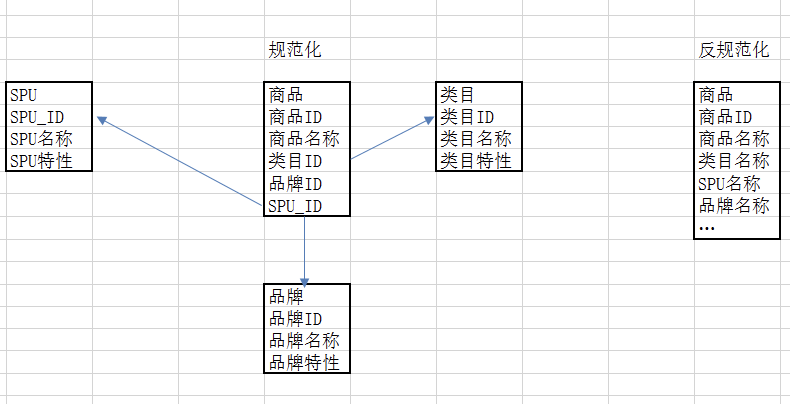 规范化
反规范化
SPU
SPU_ID
SPU名称
SPU特性
商品
商品ID
商品名称
类目ID
品牌ID
SPU_ID
类目
类目ID
类目名称
类目特性
商品
商品ID
商品名称
类目名称
SPU名称
品牌名称
…
品牌
品牌ID
品牌名称
品牌特性